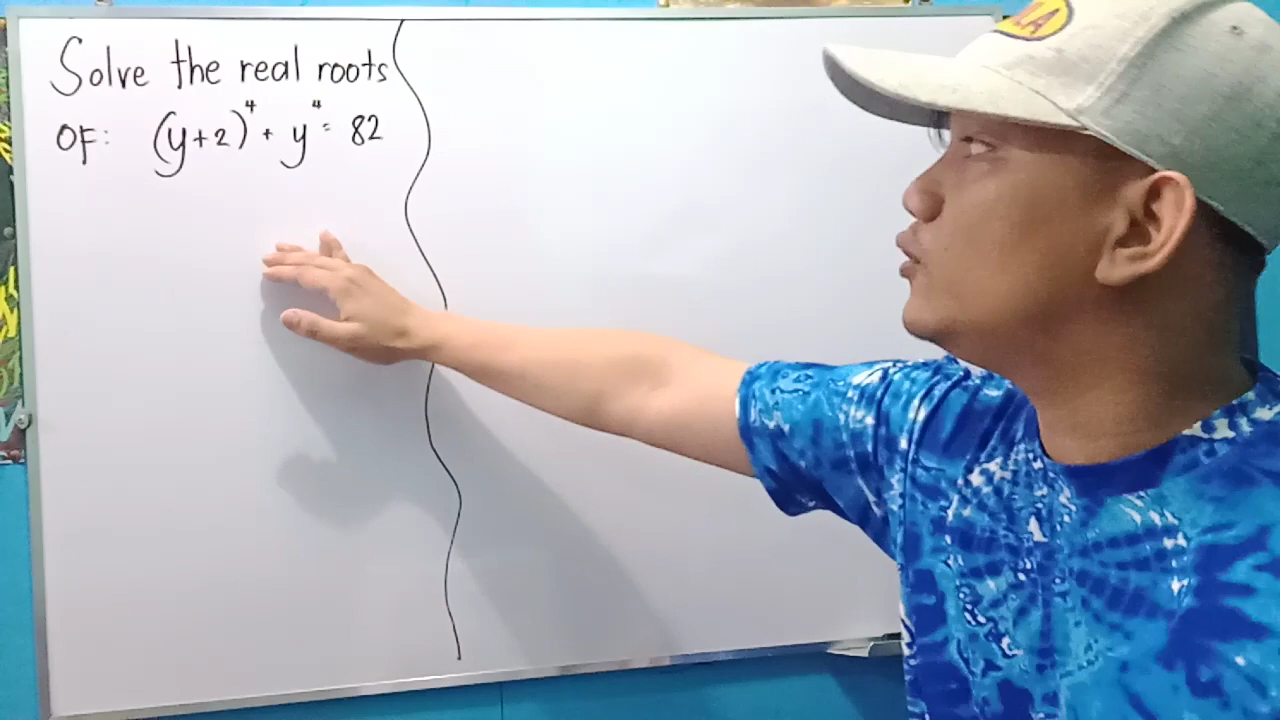 Solve the real roots
OF: (y+2)⁴ + y⁴ = 82